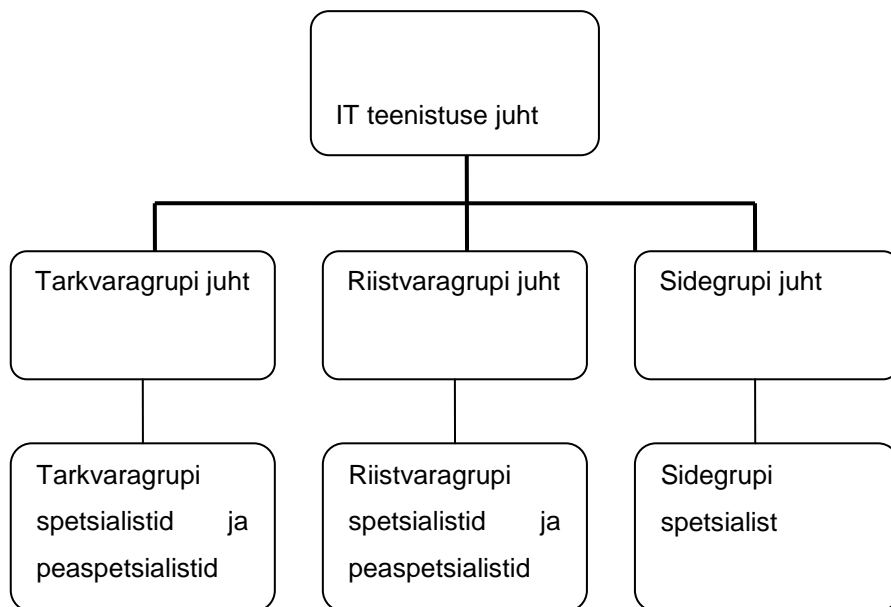 IT teenistuse juht
Tarkvaragrupi juht
Riistvaragrupi juht
Sidegrupi juht
Tarkvaragrupi
spetsialistid ja
peaspetsialistid
Riistvaragrupi
spetsialistid ja
peaspetsialistid
Sidegrupi
spetsialist